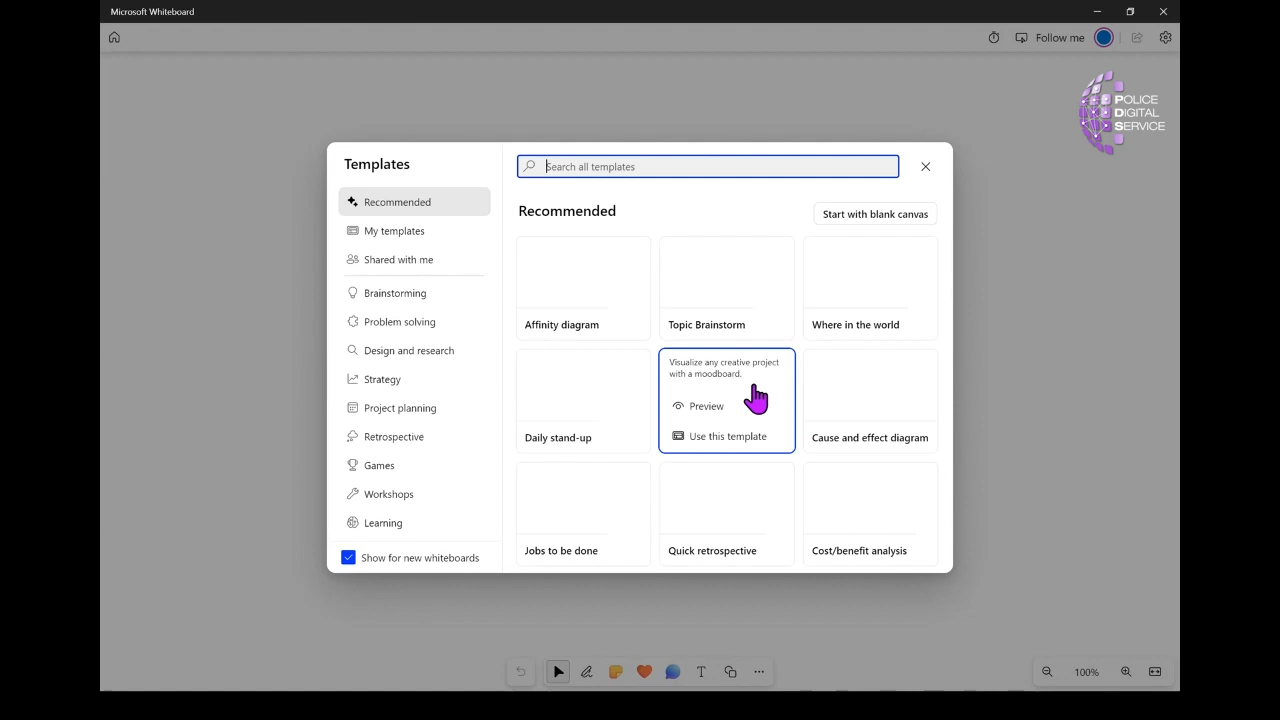 Microsoft Whiteboard
Follow me
POLICE
DIGITAL
SERVICE
Templates
Search all templates
Recommended
My templates
Shared with me
Brainstorming
Problem solving
Design and research
Strategy
Project planning
Retrospective
Games
Workshops
Learning
Show for new whiteboards
Recommended
Start with blank canvas
Affinity diagram
Topic Brainstorm
Where in the world
Daily stand-up
Visualize any creative project
with a moodboard.
Preview
Use this template
Cause and effect diagram
Jobs to be done
Quick retrospective
Cost/benefit analysis
T
100%